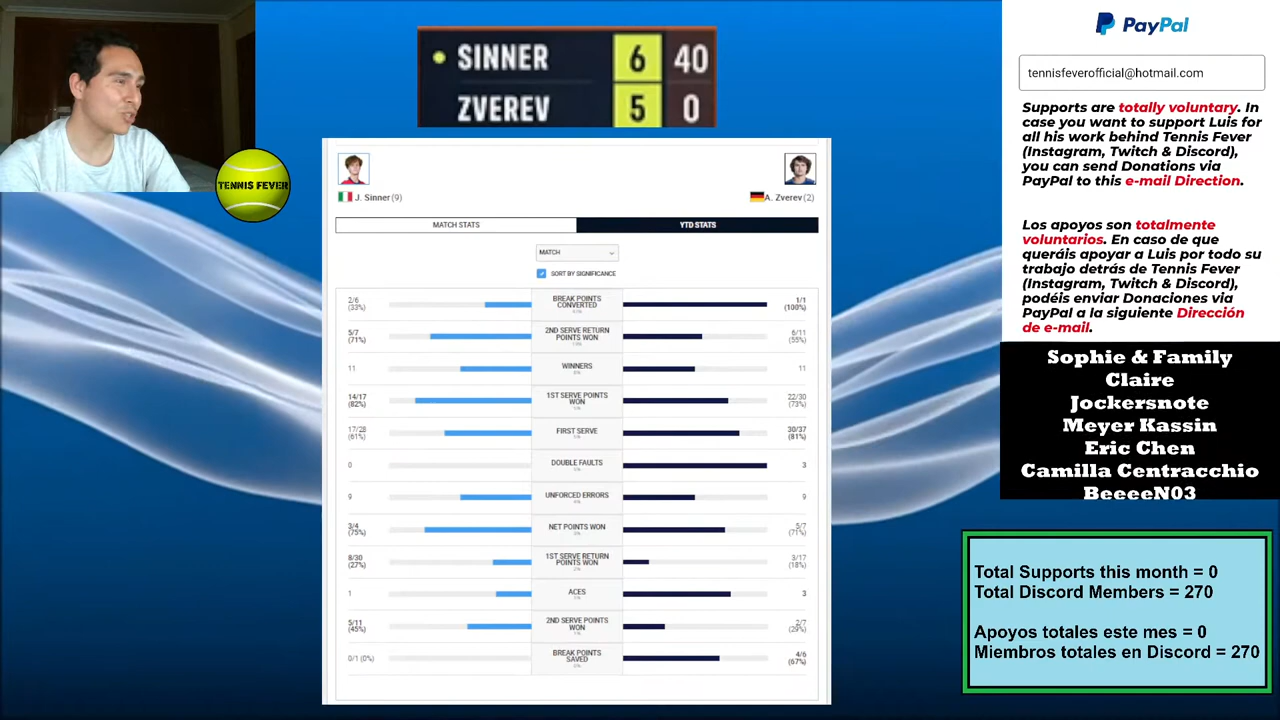 SINNER 6 40
ZVEREV 5 0
TENNIS FEVER
J. Sinner (9)
A. Zverev (2)
MATCH STATS
YTD STATS
MATCH
SORT BY SIGNIFICANCE
2/6
(33%)
BREAK POINTS
CONVERTED
1/1
(100%)
5/7
(71%)
2ND SERVE RETURN
POINTS WON
6/11
(55%)
11
WINNERS
11
14/17
(82%)
1ST SERVE POINTS
WON
22/30
(73%)
17/28
(61%)
FIRST SERVE
30/37
(81%)
0
DOUBLE FAULTS
3
9
UNFORCED ERRORS
9
3/4
(75%)
NET POINTS WON
5/7
(71%)
8/30
(27%)
1ST SERVE RETURN
POINTS WON
3/17
(18%)
1
ACES
3
5/11
(45%)
2ND SERVE POINTS
WON
2/7
(29%)
0/1 (0%)
BREAK POINTS
SAVED
4/6
(67%)
PayPal
tennisfeverofficial@hotmail.com
Supports are totally voluntary. In
case you want to support Luis for
all his work behind Tennis Fever
(Instagram, Twitch & Discord),
you can send Donations via
PayPal to this e-mail Direction.
Los apoyos son totalmente
voluntarios. En caso de que
queráis apoyar a Luis por todo su
trabajo detrás de Tennis Fever
(Instagram, Twitch & Discord),
podéis enviar Donaciones via
PayPal a la siguiente Dirección
de e-mail.
Sophie & Family
Claire
Jockersnote
Meyer Kassin
Eric Chen
Camilla Centracchio
BeeeeN03
Total Supports this month = 0
Total Discord Members = 270
Apoyos totales este mes = 0
Miembros totales en Discord = 270